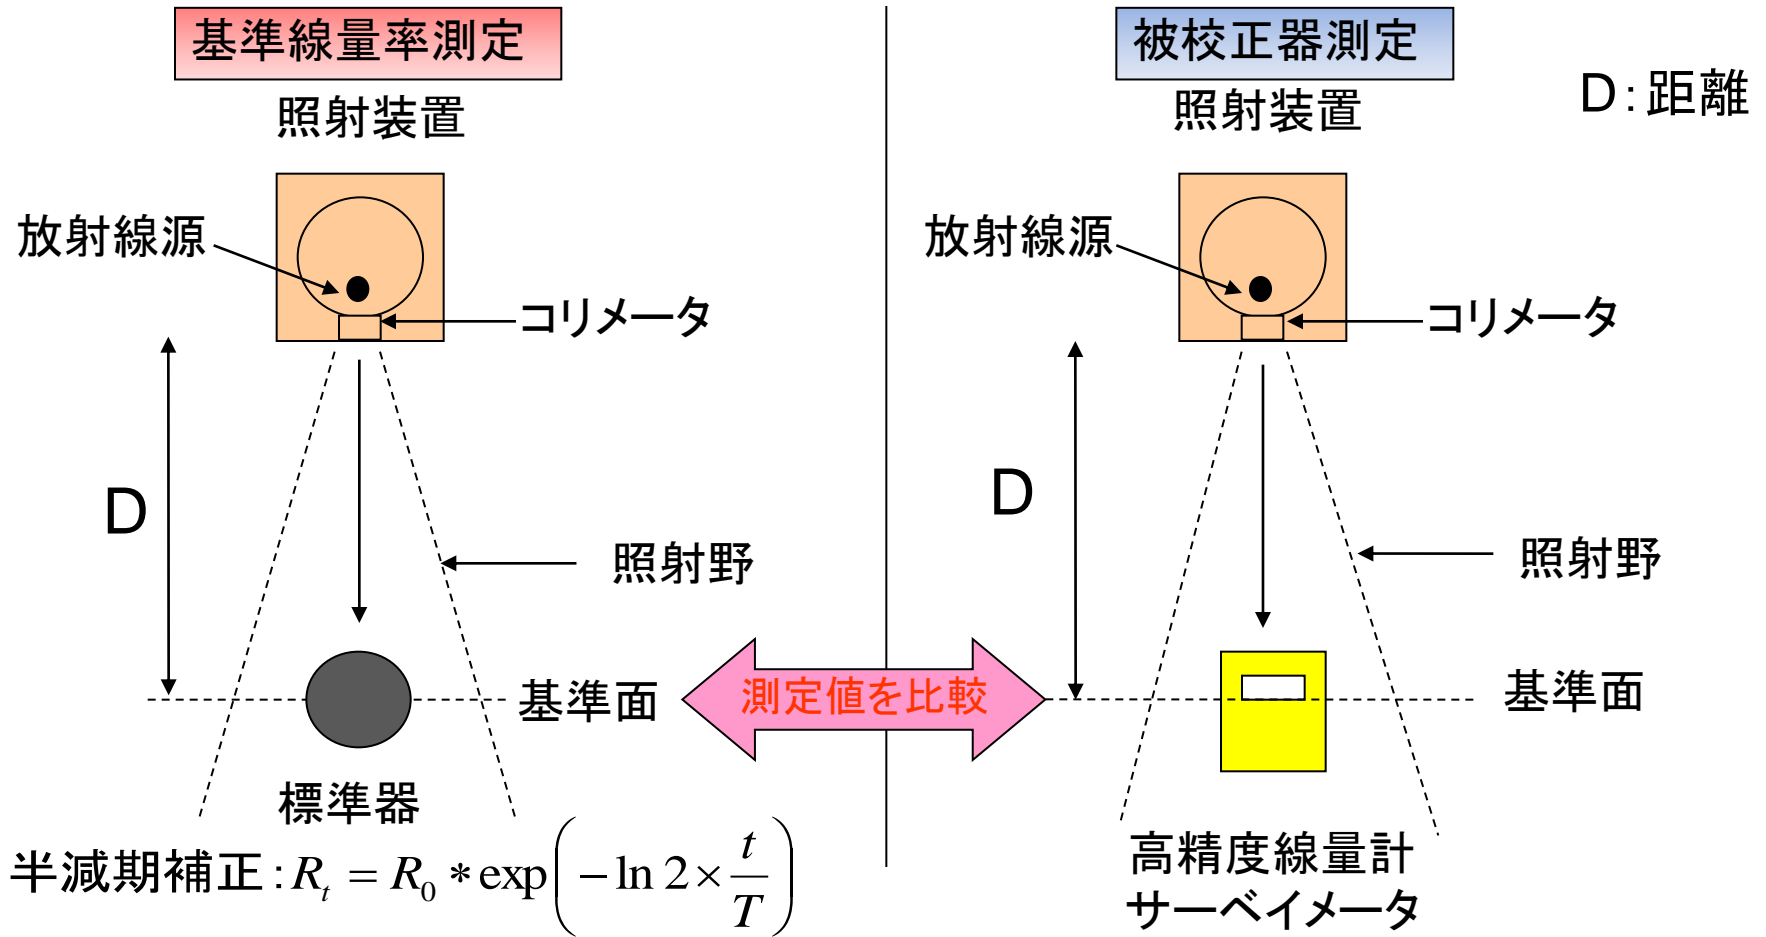 基準線量率測定
照射装置
放射線源
コリメータ
D
照射野
基準面
標準器
半減期補正:R_t = R_0 * exp(− ln 2 × t/T)
測定値を比較
被校正器測定
照射装置
D:距離
放射線源
コリメータ
D
照射野
基準面
高精度線量計
サーベイメータ